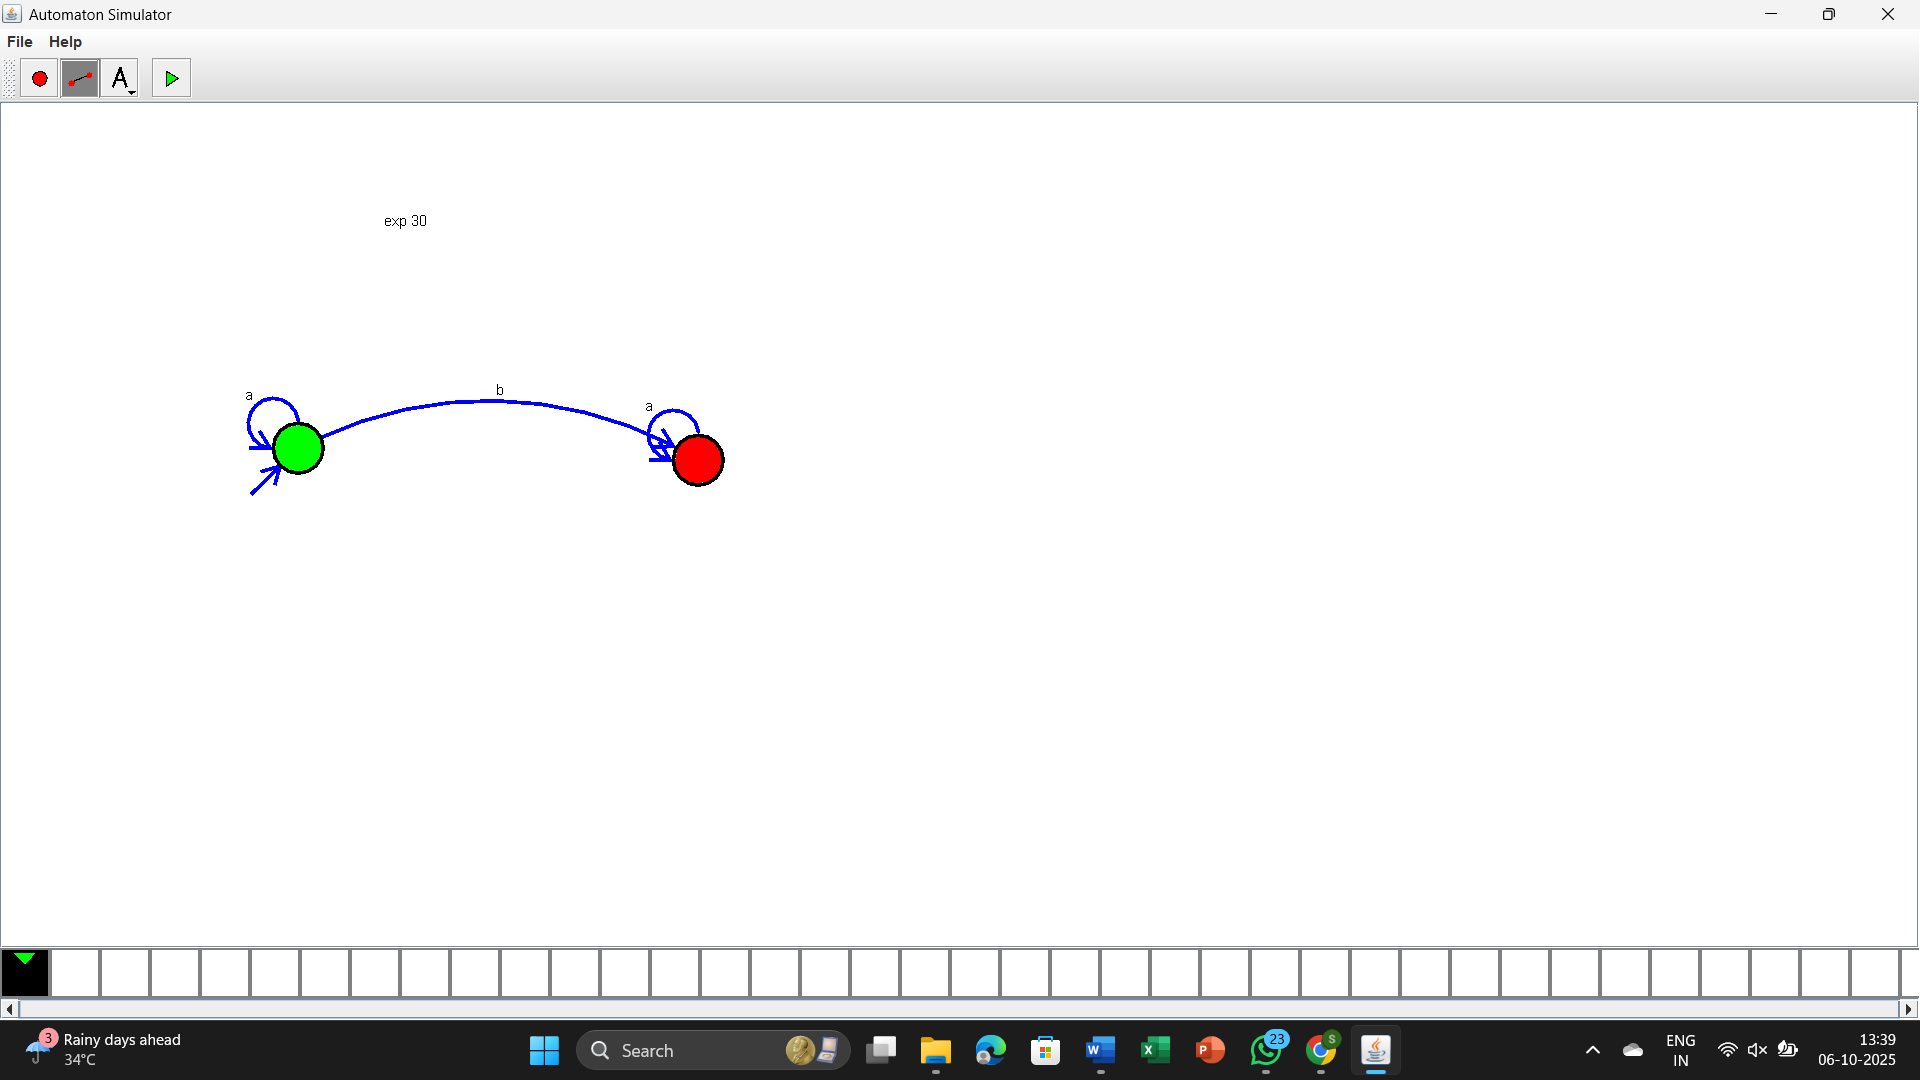 Automaton Simulator
File Help
A
exp 30
a
b
a
3
Rainy days ahead
34°C
Search
W
X
P
23
S
ENG
IN
13:39
06-10-2025